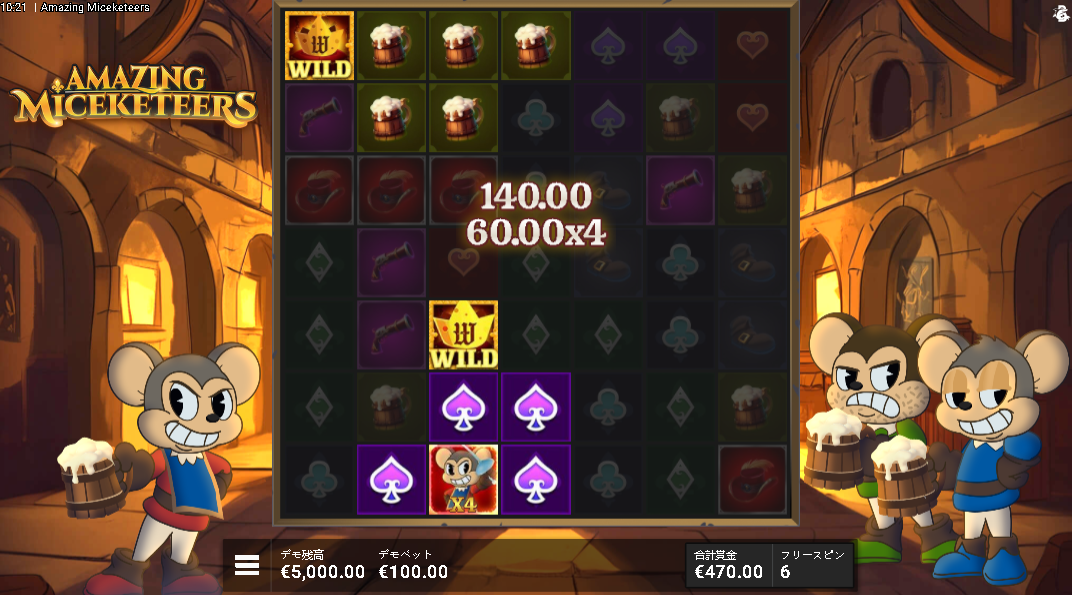 10:21 | Amazing Miceketeers
AMAZING
MICEKETEERS
WILD
140.00
60.00x4
WILD
X4
デモ残高 デモベット 合計賞金 フリースピン
€5,000.00 €100.00 €470.00 6